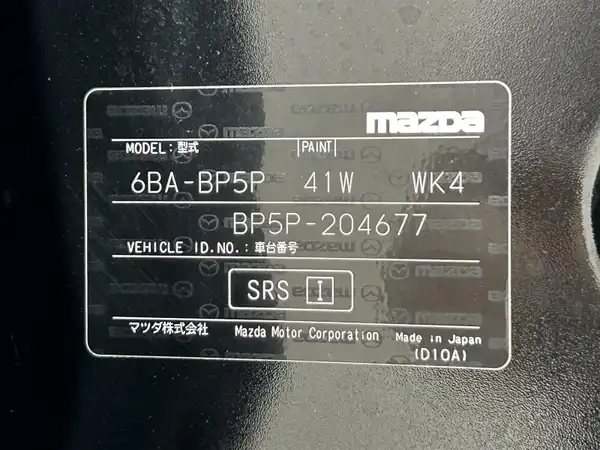 mazda
MODEL:型式 PAINT
6BA-BP5P 41W WK4
BP5P-204677
VEHICLE ID.NO.:車台番号
SRS I
マツダ株式会社 Mazda Motor Corporation Made in Japan
(D10A)